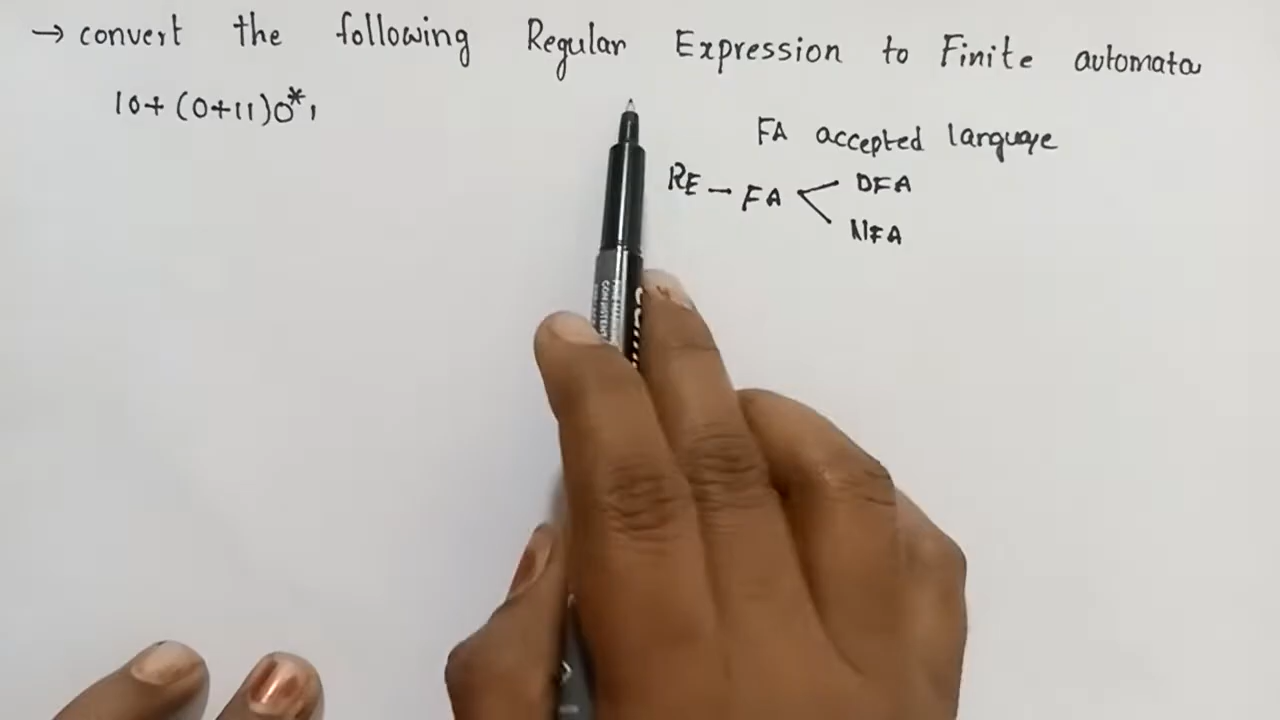 → convert the following Regular Expression to Finite automata
10+(0+11)0*1
FA accepted language
RE - FA < DFA
NFA